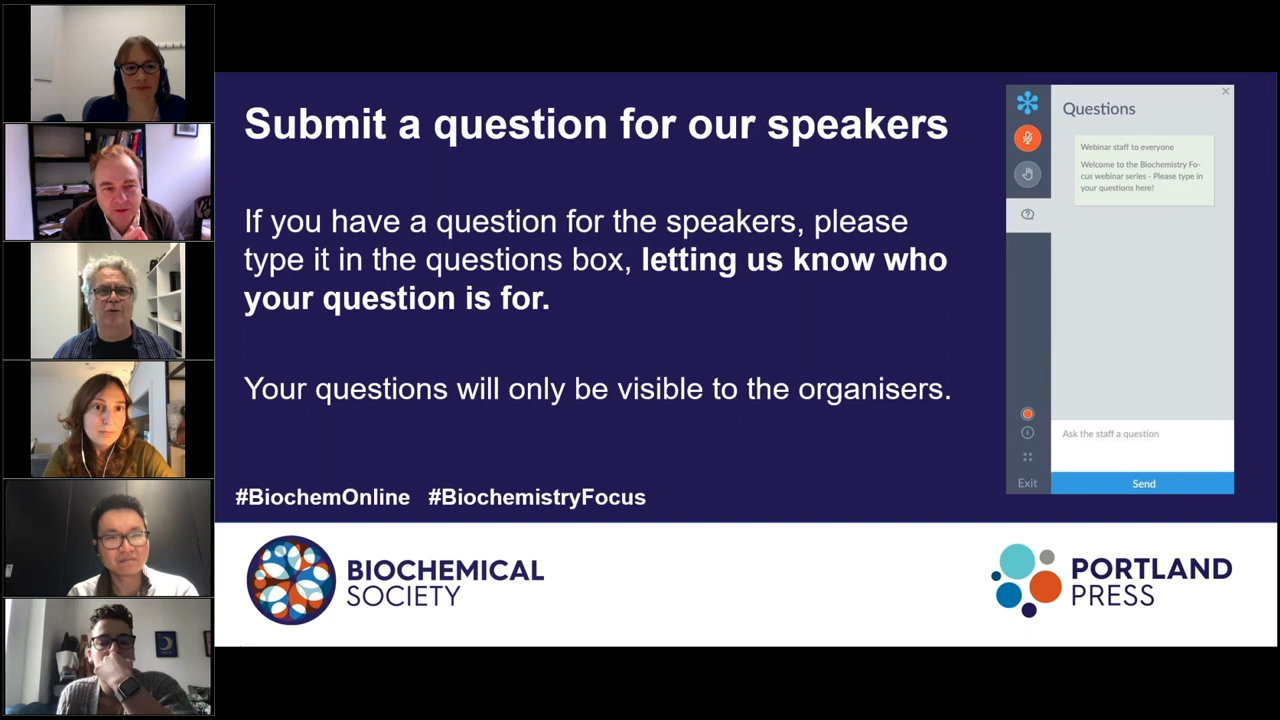 Submit a question for our speakers
If you have a question for the speakers, please
type it in the questions box, letting us know who
your question is for.
Your questions will only be visible to the organisers.
#BiochemOnline #BiochemistryFocus
Questions
Webinar staff to everyone
Welcome to the Biochemistry Fo-
cus webinar series - Please type in
your questions here!
Ask the staff a question
Exit
Send
BIOCHEMICAL
SOCIETY
PORTLAND
PRESS